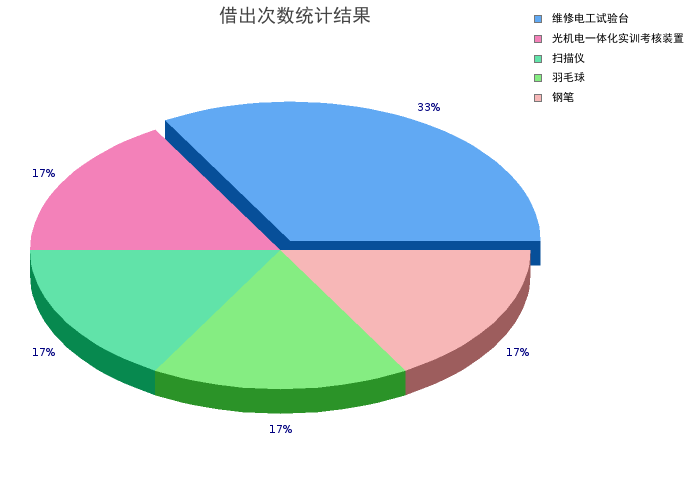 借出次数统计结果
维修电工试验台
光机电一体化实训考核装置
扫描仪
羽毛球
钢笔
33%
17%
17%
17%
17%